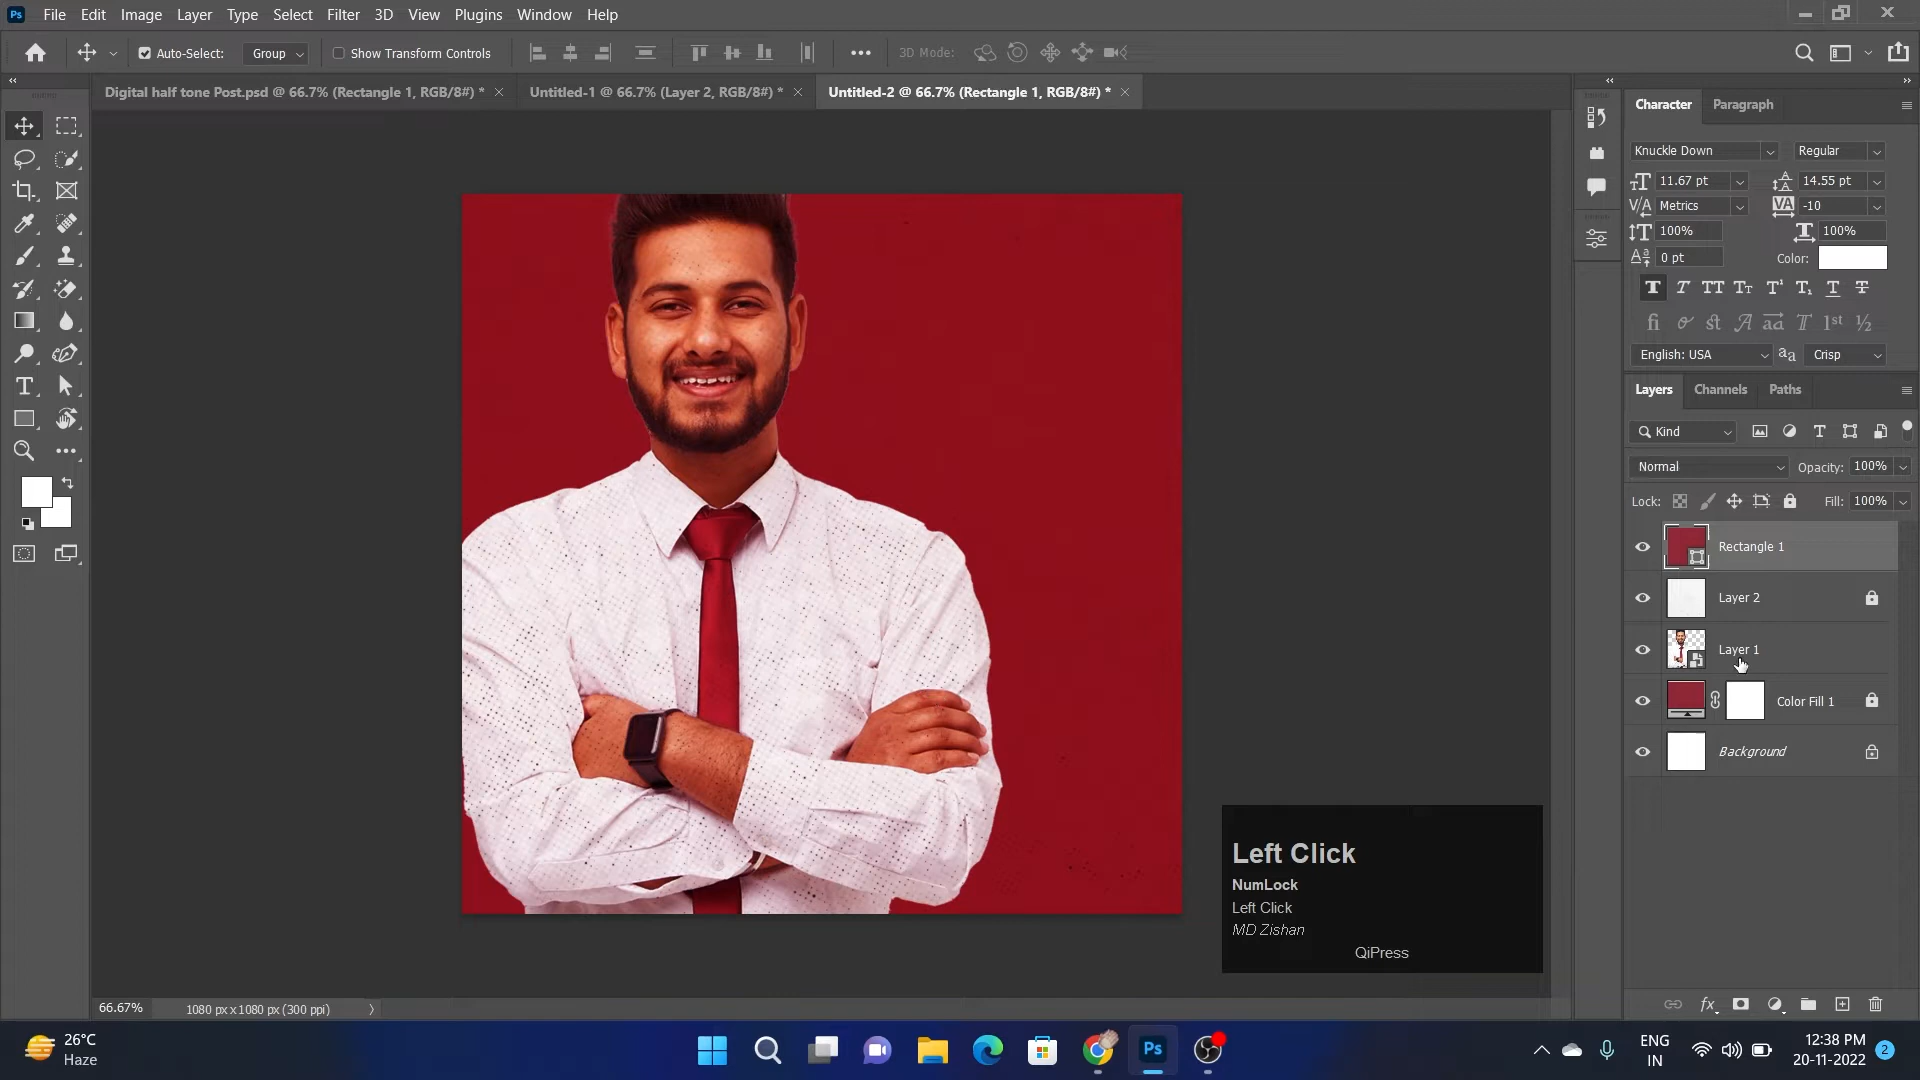 Ps File Edit Image Layer Type Select Filter 3D View Plugins Window Help
Auto-Select: Group Show Transform Controls 3D Mode:
Digital half tone Post.psd @ 66.7% (Rectangle 1, RGB/8#) * Untitled-1 @ 66.7% (Layer 2, RGB/8#) * Untitled-2 @ 66.7% (Rectangle 1, RGB/8#) *
Character Paragraph
Knuckle Down Regular
11.67 pt 14.55 pt
Metrics -10
100% 100%
0 pt Color:
English: USA Crisp
Layers Channels Paths
Kind
Normal Opacity: 100%
Lock: Fill: 100%
Rectangle 1
Layer 2
Layer 1
Color Fill 1
Background
Left Click
NumLock
Left Click
MD Zishan
QiPress
66.67% 1080 px x 1080 px (300 ppi)
26°C
Haze
ENG
IN
12:38 PM
20-11-2022
2